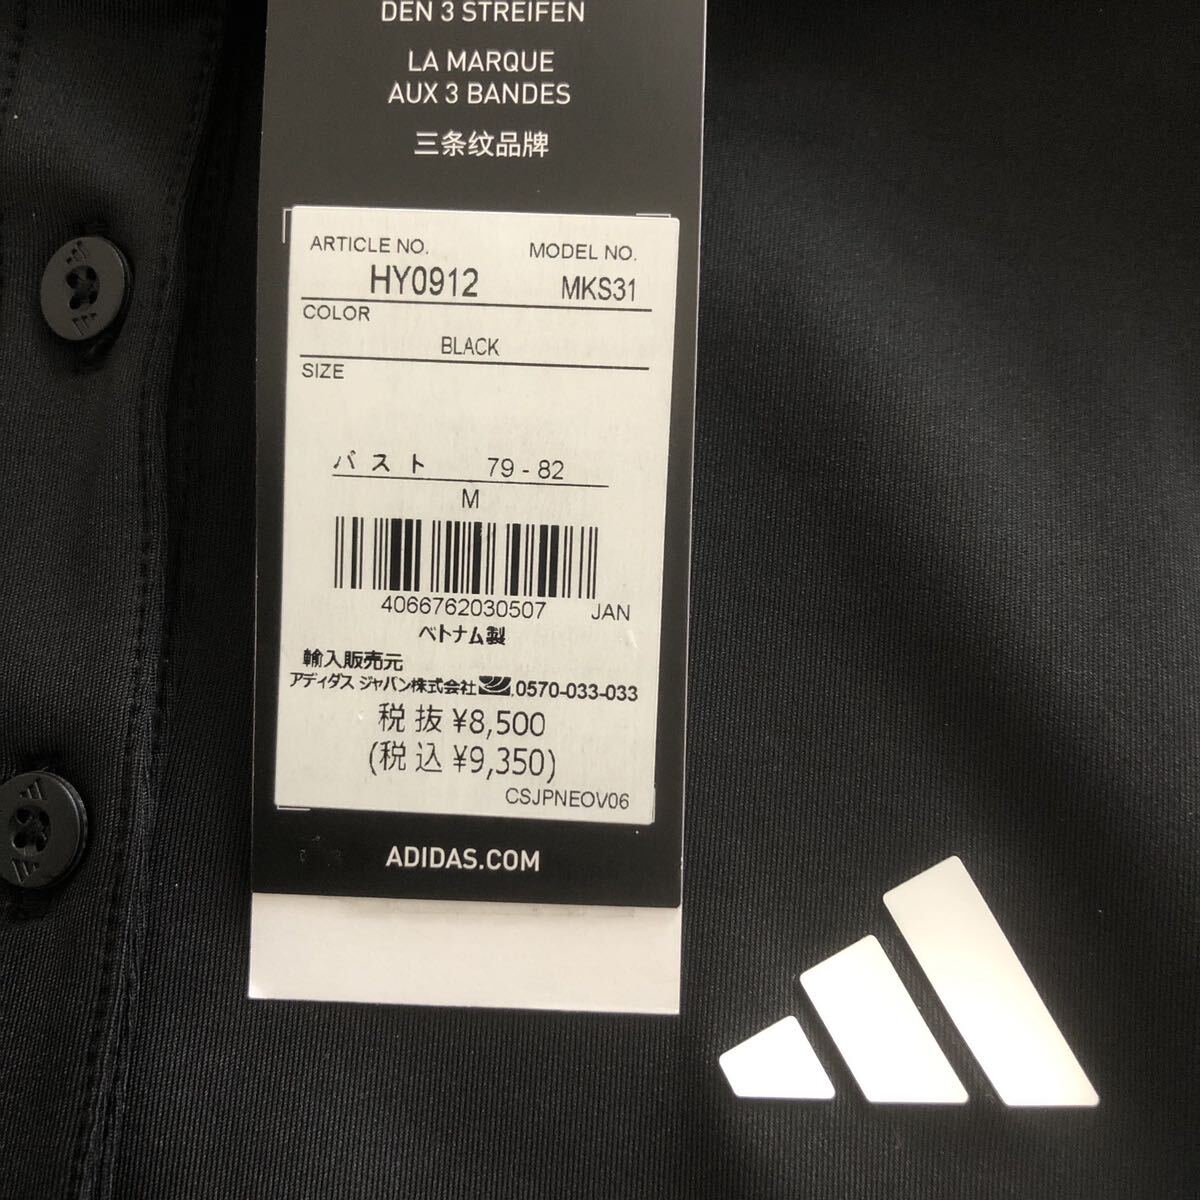 DEN 3 STREIFEN
LA MARQUE
AUX 3 BANDES
三条纹品牌
ARTICLE NO. MODEL NO.
HY0912 MKS31
COLOR
BLACK
SIZE
バスト 79 - 82
M
4066762030507 JAN
ベトナム製
輸入販売元
アディダス ジャパン株式会社 0570-033-033
税抜 ¥8,500
(税込 ¥9,350)
CSJPNEOV06
ADIDAS.COM